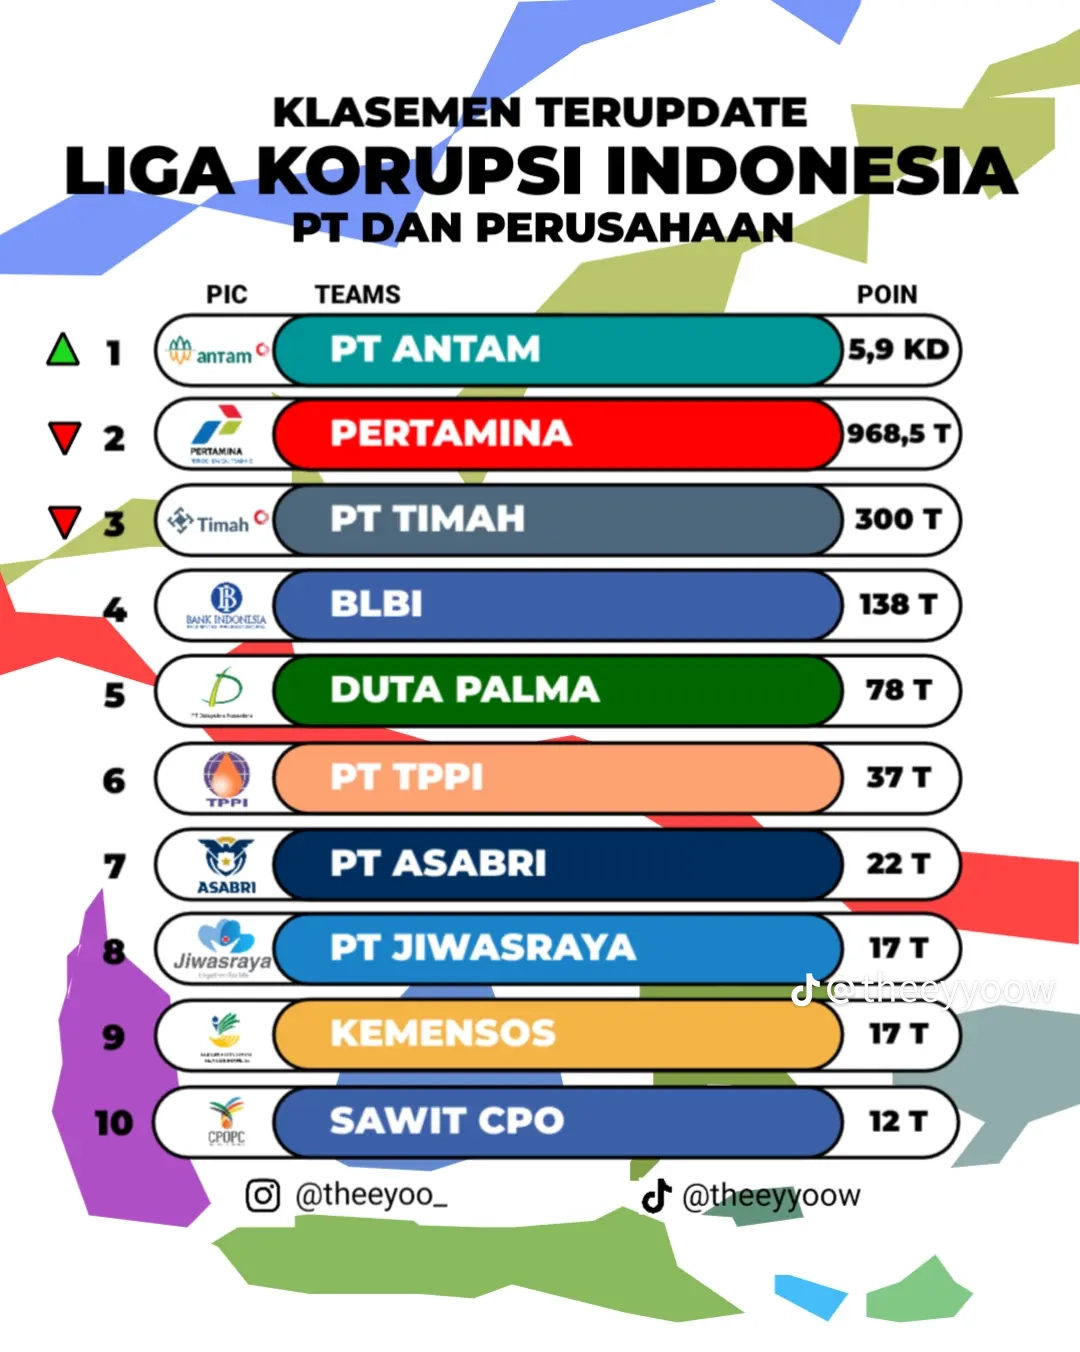 KLASEMEN TERUPDATE
LIGA KORUPSI INDONESIA
PT DAN PERUSAHAAN
PIC TEAMS POIN
1 antam PT ANTAM 5,9 KD
2 PERTAMINA PERTAMINA 968,5 T
3 Timah PT TIMAH 300 T
4 BANK INDONESIA BLBI 138 T
5 DUTA PALMA 78 T
6 TPPI PT TPPI 37 T
7 ASABRI PT ASABRI 22 T
8 Jiwasraya PT JIWASRAYA 17 T
@theeyyoow
9 KEMENSOS 17 T
10 CPOPC SAWIT CPO 12 T
@theeyoo_ @theeyyoow